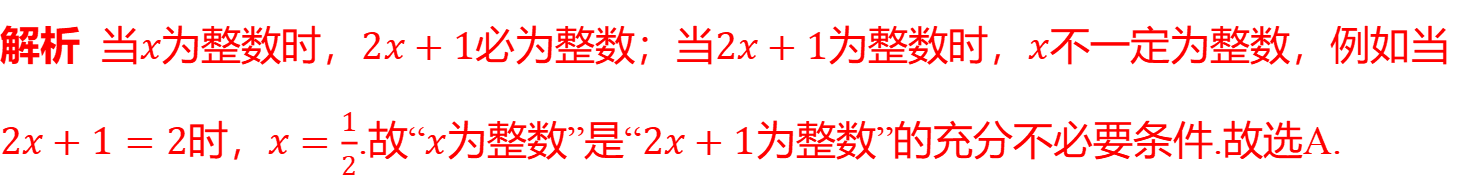 解析 当x为整数时，2x + 1必为整数；当2x + 1为整数时，x不一定为整数，例如当
2x + 1 = 2时，x = 1/2.故“x为整数”是“2x + 1为整数”的充分不必要条件.故选A.